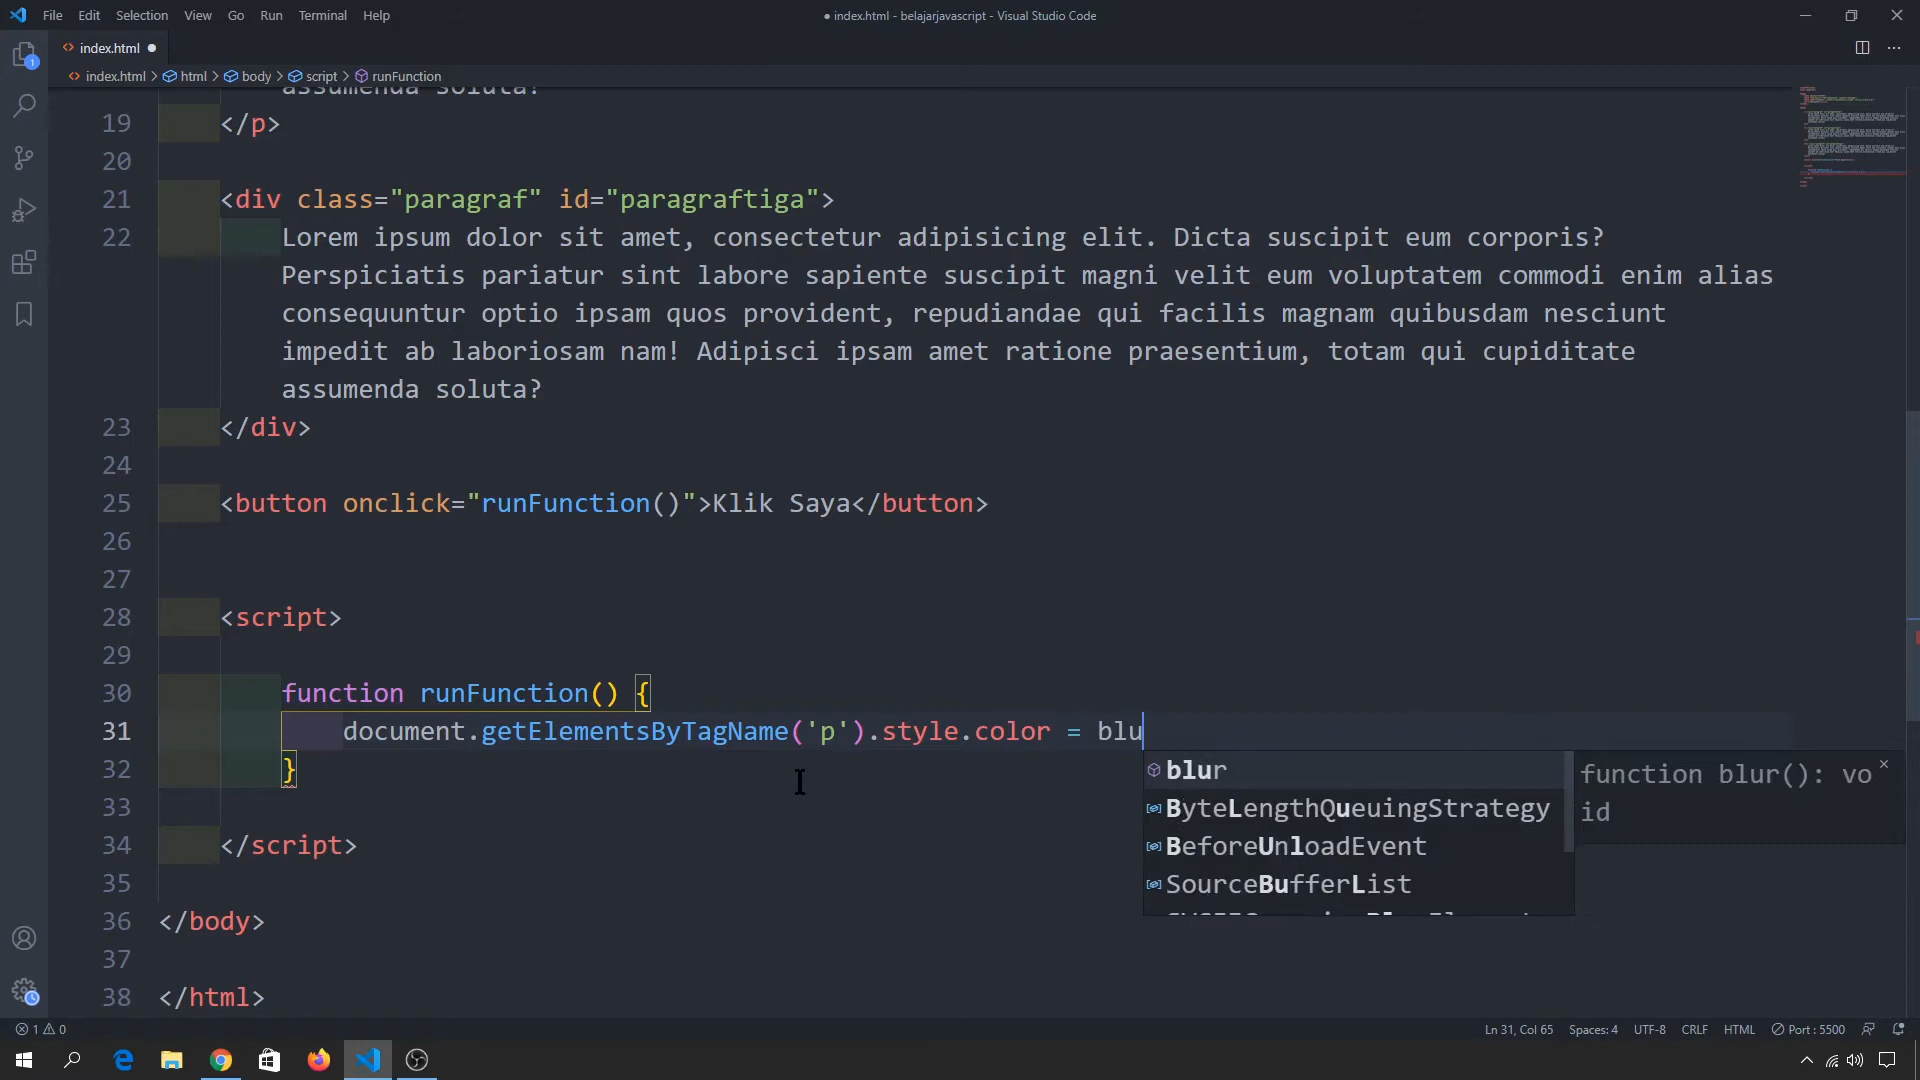 File Edit Selection View Go Run Terminal Help
● index.html - belajarjavascript - Visual Studio Code
index.html ●
index.html > html > body > script > runFunction
assumenda soluta?
19 </p>
20
21 <div class="paragraf" id="paragraftiga">
22 Lorem ipsum dolor sit amet, consectetur adipisicing elit. Dicta suscipit eum corporis?
Perspiciatis pariatur sint labore sapiente suscipit magni velit eum voluptatem commodi enim alias
consequuntur optio ipsam quos provident, repudiandae qui facilis magnam quibusdam nesciunt
impedit ab laboriosam nam! Adipisci ipsam amet ratione praesentium, totam qui cupiditate
assumenda soluta?
23 </div>
24
25 <button onclick="runFunction()">Klik Saya</button>
26
27
28 <script>
29
30 function runFunction() {
31 document.getElementsByTagName('p').style.color = blu
32 }
33
34 </script>
35
36 </body>
37
38 </html>
blur
ByteLengthQueuingStrategy
BeforeUnloadEvent
SourceBufferList
function blur(): vo
id
1
1 0
Ln 31, Col 65 Spaces: 4 UTF-8 CRLF HTML Port : 5500